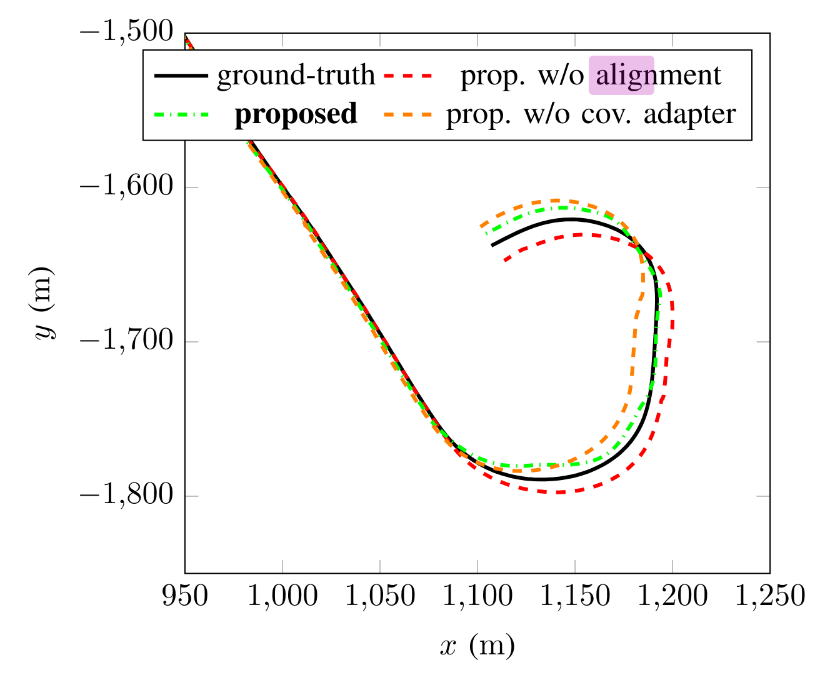 −1,500
ground-truth prop. w/o alignment
proposed prop. w/o cov. adapter
−1,600
−1,700
−1,800
y (m)
950 1,000 1,050 1,100 1,150 1,200 1,250
x (m)